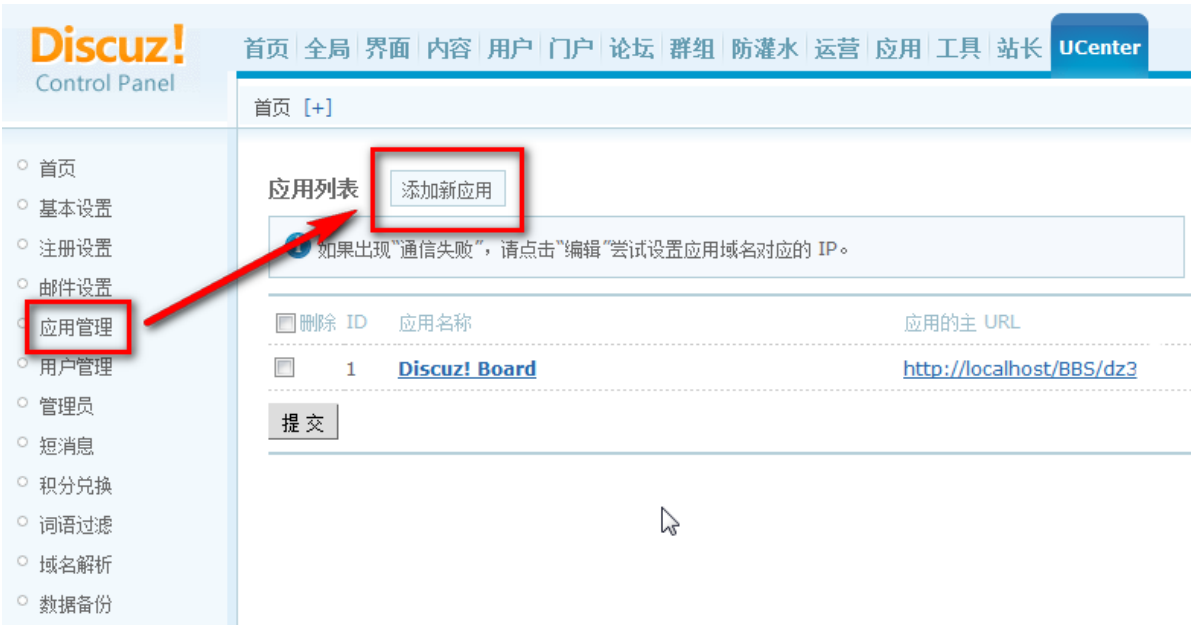 Discuz!
Control Panel
首页 全局 界面 内容 用户 门户 论坛 群组 防灌水 运营 应用 工具 站长 UCenter
首页 [+]
首页
基本设置
注册设置
邮件设置
应用管理
用户管理
管理员
短消息
积分兑换
词语过滤
域名解析
数据备份
应用列表 添加新应用
如果出现"通信失败"，请点击"编辑"尝试设置应用域名对应的 IP。
删除 ID 应用名称 应用的主 URL
1 Discuz! Board http://localhost/BBS/dz3
提交